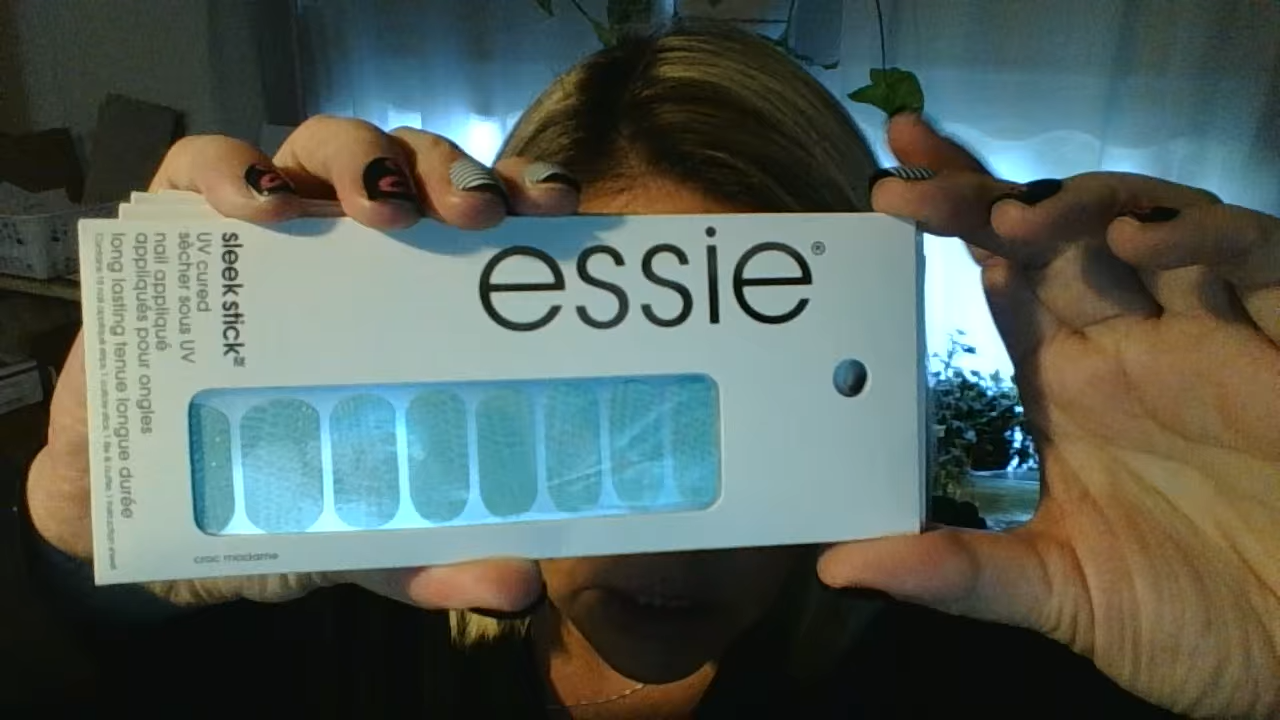 essie®
sleek stick™
UV cured
sécher sous UV
nail appliqué
appliqués pour ongles
long lasting tenue longue durée
croc madame